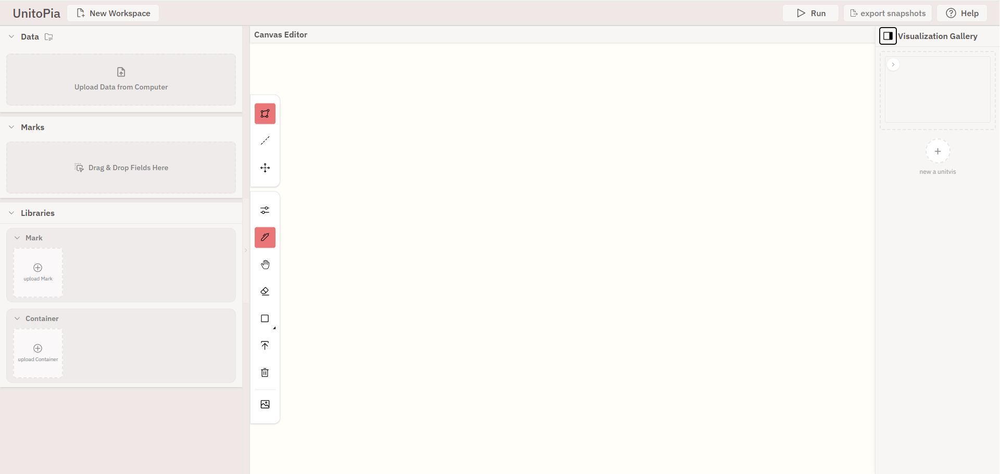 UnitoPia
New Workspace
Run
export snapshots
Help
Data
Upload Data from Computer
Marks
Drag & Drop Fields Here
Libraries
Mark
upload Mark
Container
upload Container
Canvas Editor
Visualization Gallery
new a unitvis